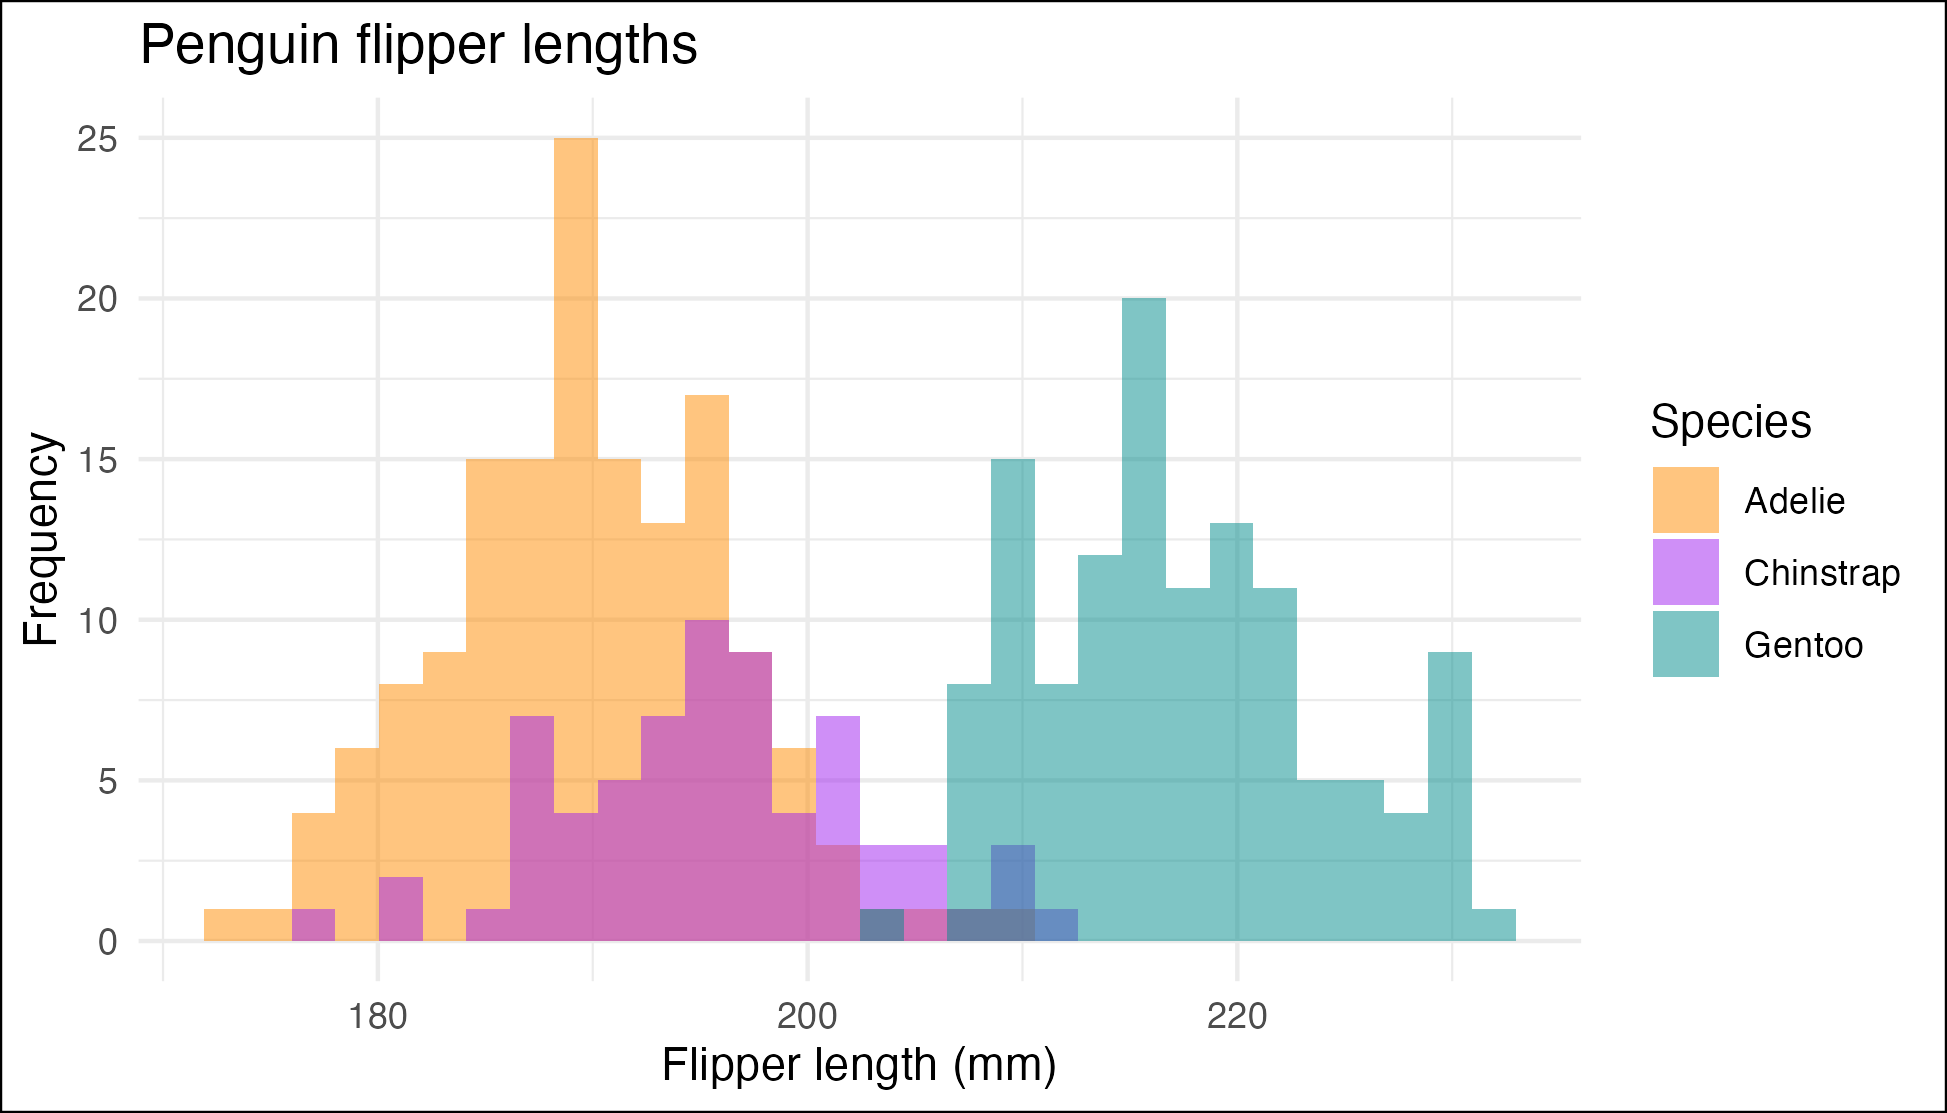 Penguin flipper lengths
25
20
15
10
5
0
Frequency
180 200 220
Flipper length (mm)
Species
Adelie
Chinstrap
Gentoo